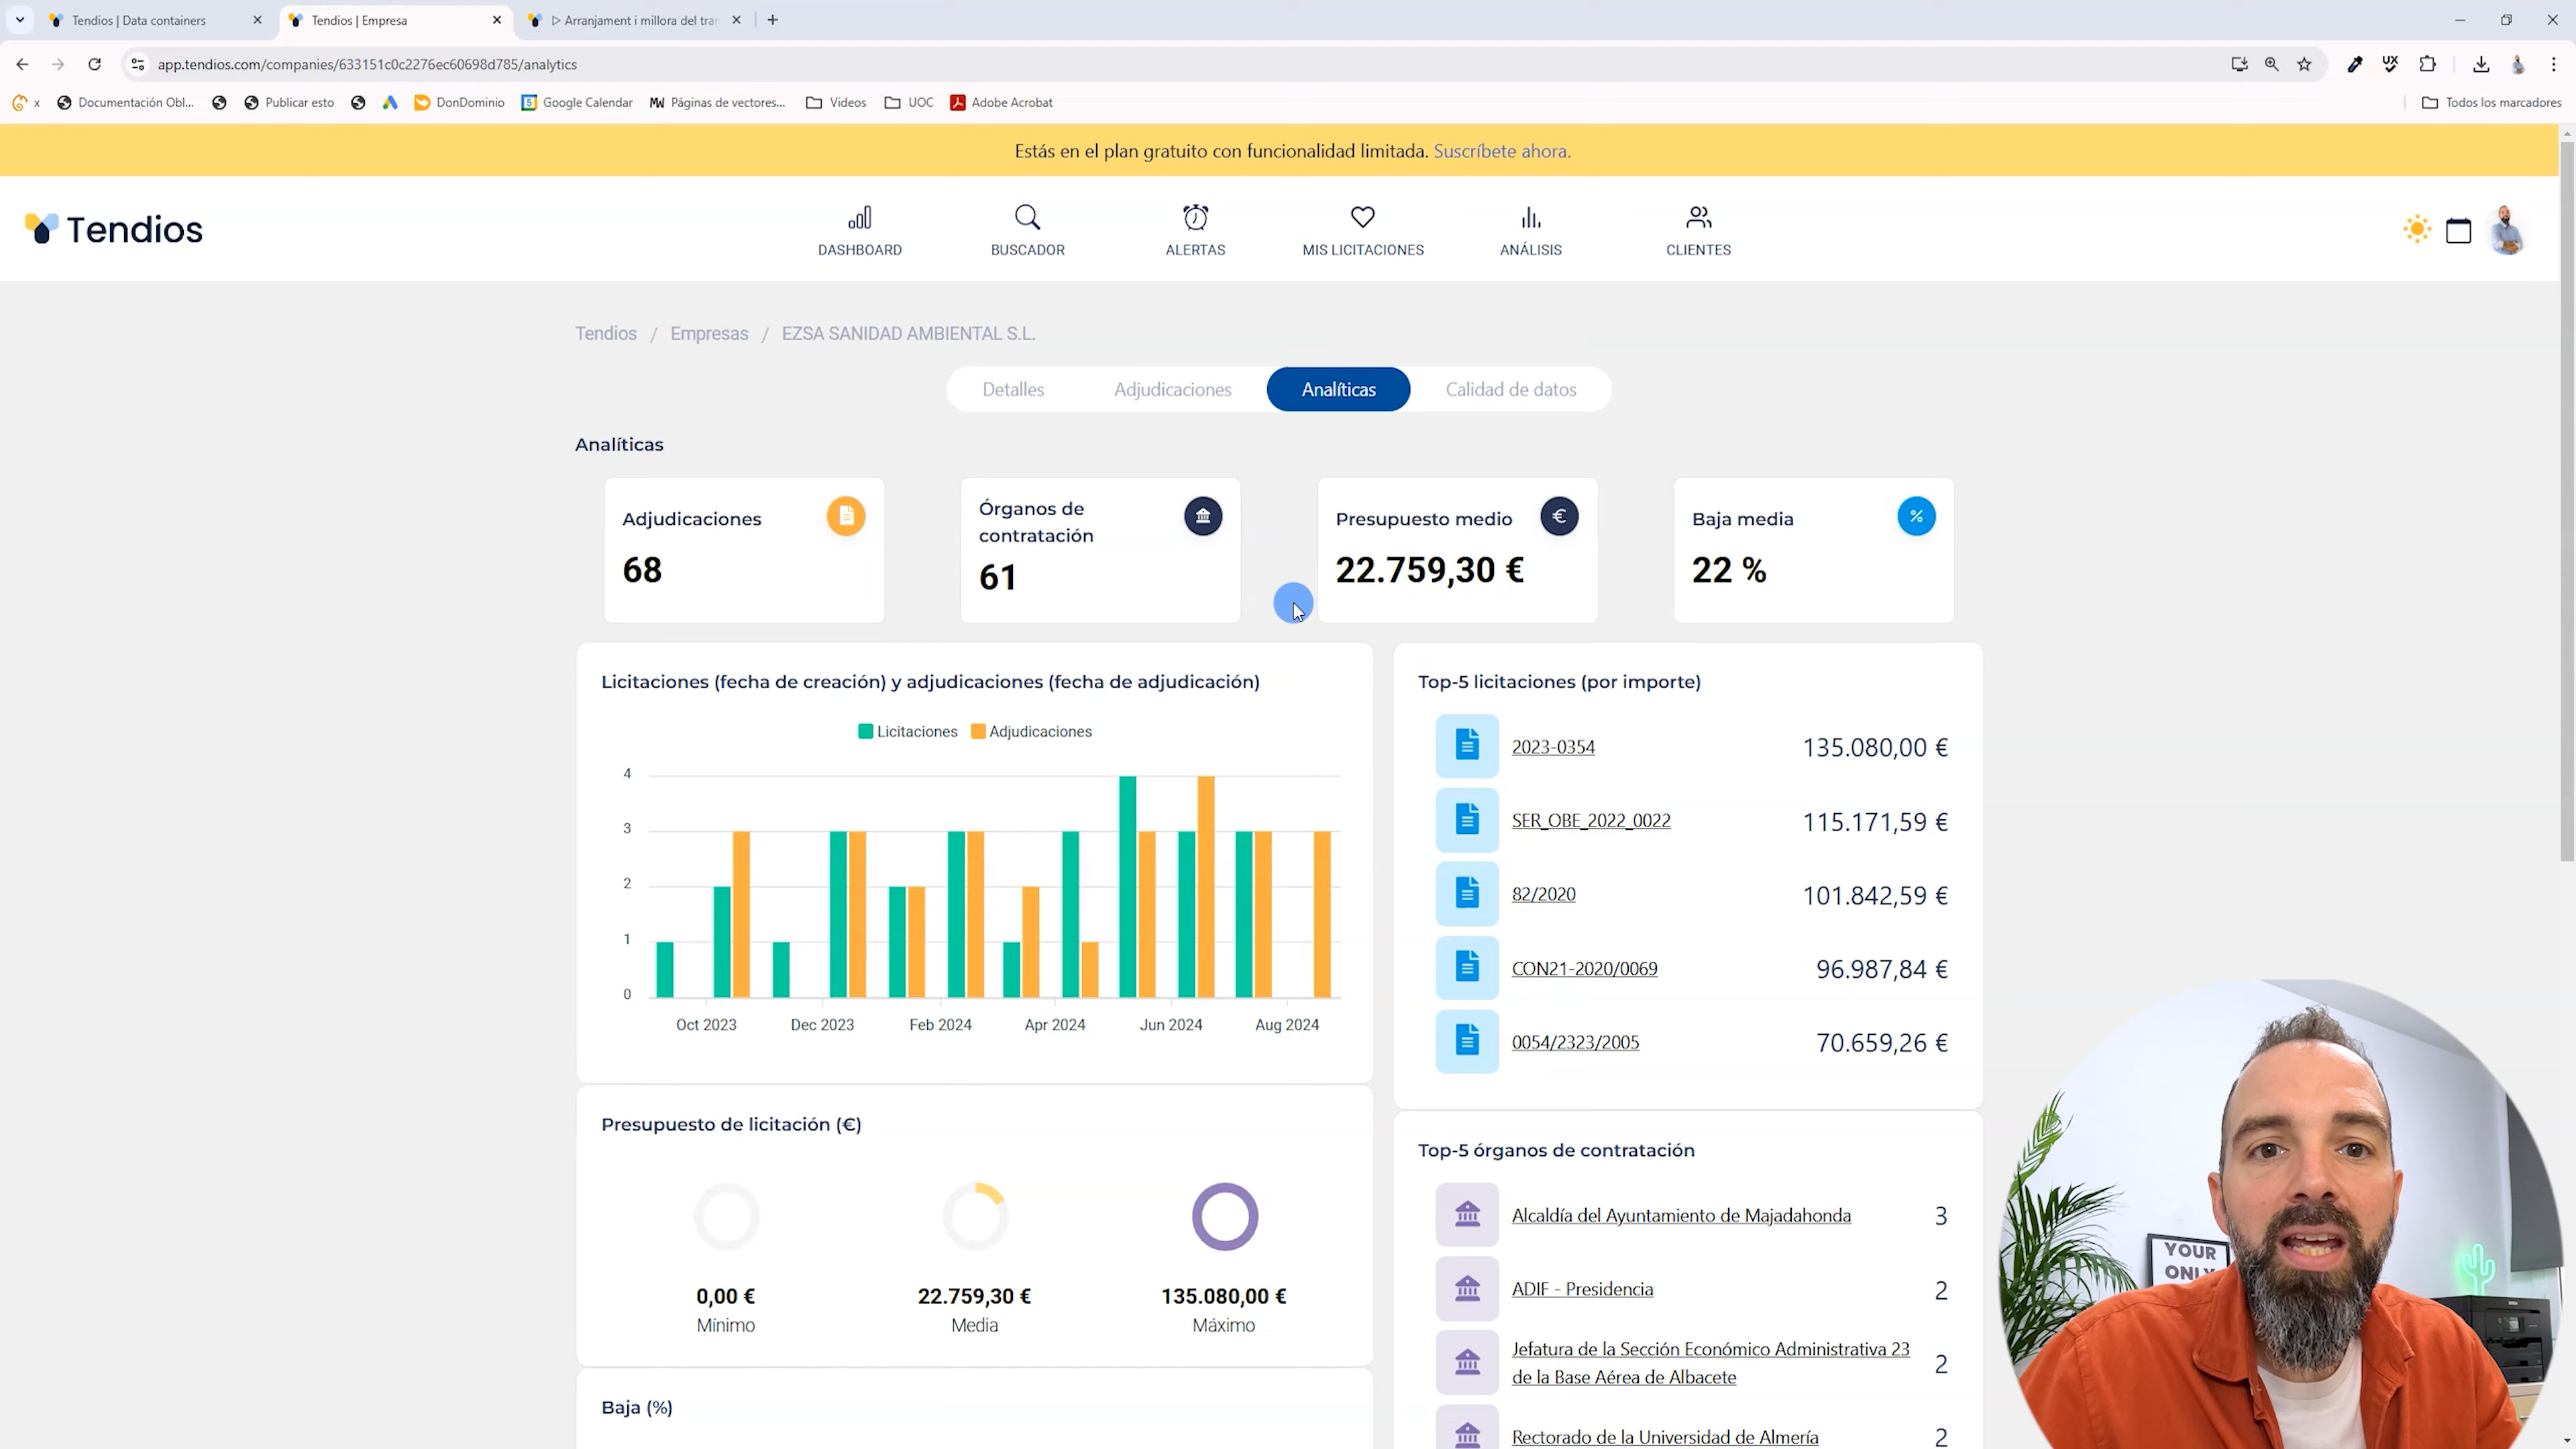 Tendios | Data containers
Tendios | Empresa
▷ Arranjament i millora del tran
app.tendios.com/companies/633151c0c2276ec60698d785/analytics
x
Documentación Obl...
Publicar esto
DonDominio
Google Calendar
Páginas de vectores...
Videos
UOC
Adobe Acrobat
Todos los marcadores
Estás en el plan gratuito con funcionalidad limitada. Suscríbete ahora.
Tendios
DASHBOARD
BUSCADOR
ALERTAS
MIS LICITACIONES
ANÁLISIS
CLIENTES
Tendios / Empresas / EZSA SANIDAD AMBIENTAL S.L.
Detalles
Adjudicaciones
Analíticas
Calidad de datos
Analíticas
Adjudicaciones
68
Órganos de
contratación
61
Presupuesto medio
€
22.759,30 €
Baja media
%
22 %
Licitaciones (fecha de creación) y adjudicaciones (fecha de adjudicación)
Licitaciones
Adjudicaciones
4
3
2
1
0
Oct 2023
Dec 2023
Feb 2024
Apr 2024
Jun 2024
Aug 2024
Top-5 licitaciones (por importe)
2023-0354 135.080,00 €
SER_OBE_2022_0022 115.171,59 €
82/2020 101.842,59 €
CON21-2020/0069 96.987,84 €
0054/2323/2005 70.659,26 €
Presupuesto de licitación (€)
0,00 €
Mínimo
22.759,30 €
Media
135.080,00 €
Máximo
Top-5 órganos de contratación
Alcaldía del Ayuntamiento de Majadahonda 3
ADIF - Presidencia 2
Jefatura de la Sección Económico Administrativa 23
de la Base Aérea de Albacete 2
Rectorado de la Universidad de Almería 2
Baja (%)
YOUR
ONLY